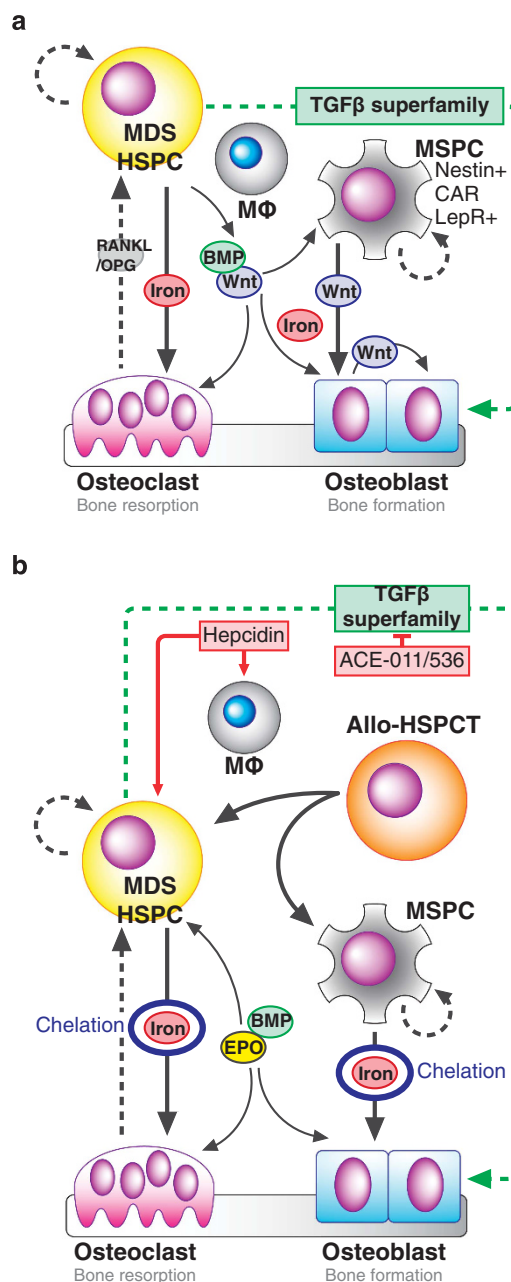 a
TGFβ superfamily
MDS
HSPC
MΦ
MSPC
Nestin+
CAR
LepR+
RANKL
/OPG
BMP
Wnt
Iron
Iron
Wnt
Wnt
Osteoclast
Bone resorption
Osteoblast
Bone formation
b
TGFβ
superfamily
Hepcidin
ACE-011/536
MΦ
Allo-HSPCT
MDS
HSPC
MSPC
Chelation
Iron
BMP
EPO
Iron
Chelation
Osteoclast
Bone resorption
Osteoblast
Bone formation